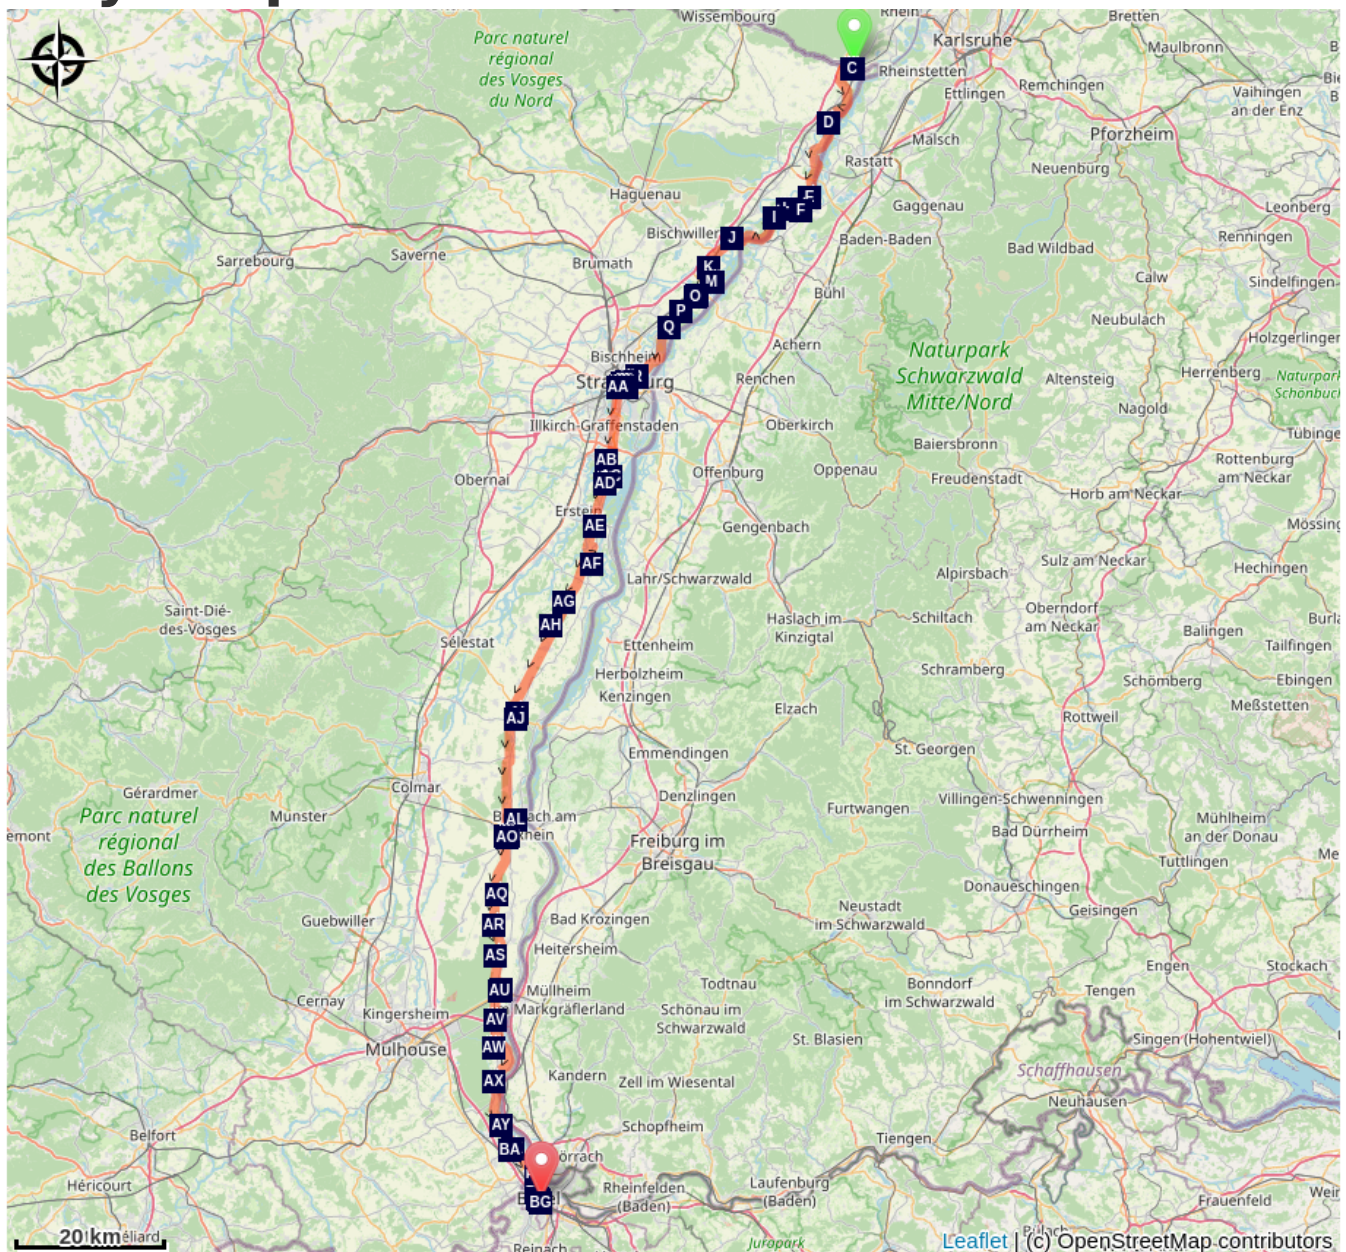 Wissembourg
Rhein
Bretten
Karlsruhe
Maulbronn
Parc naturel
régional
des Vosges
du Nord
C
Rheinstetten
Remchingen
Ettlingen
Vaihingen
an der Enz
D
Pforzheim
Malsch
Rastatt
Neuenburg
Haguenau
E
F
I
Gaggenau
Leonberg
Bischwiller
J
Baden-Baden
Renningen
Bad Wildbad
Saverne
Sarrebourg
Brumath
K
M
Calw
Sindelfingen
O
Bühl
P
Neubulach
Q
Holzgerlingen
Achern
Bischheim
Naturpark
Schwarzwald
Mitte/Nord
Herrenberg
R
AA
Renchen
Altensteig
Naturpark
Schönbuch
Nagold
Illkirch-Graffenstaden
Oberkirch
Baiersbronn
AB
Rottenburg
am Neckar
Obernai
AD
Offenburg
Oppenau
Freudenstadt
Horb am Neckar
Erstein
AE
Gengenbach
AF
Sulz am Neckar
Hechingen
Lahr/Schwarzwald
Alpirsbach
AG
Saint-Dié-
des-Vosges
AH
Haslach im
Kinzigtal
Schiltach
Oberndorf
am Neckar
Balingen
Sélestat
Ettenheim
Tailfingen
Herbolzheim
Schramberg
Schömberg
Ebingen
Kenzingen
AJ
Elzach
Rottweil
Meßstetten
Emmendingen
St. Georgen
Gérardmer
Colmar
Denzlingen
Villingen-Schwenningen
Parc naturel
régional
des Ballons
des Vosges
Munster
AL
Furtwangen
Mühlheim
an der Donau
AO
Freiburg im
Breisgau
Bad Dürrheim
Tuttlingen
AQ
Donaueschingen
Neustadt
im Schwarzwald
Geisingen
Guebwiller
AR
Bad Krozingen
AS
Heitersheim
Engen
Stockach
AU
Müllheim
Markgräflerland
Todtnau
Bonndorf
im Schwarzwald
Tengen
Cernay
Kingersheim
AV
Schönau im
Schwarzwald
St. Blasien
Singen (Hohentwiel)
Mulhouse
AW
Schaffhausen
AX
Kandern
Zell im Wiesental
Neuhausen
AY
Schopfheim
Belfort
Tiengen
BA
Héricourt
Rheinfelden
(Baden)
Laufenburg
(Baden)
Frauenfeld
BG
20 km
Reinach
Jurapark
Leaflet | (c) OpenStreetMap contributors